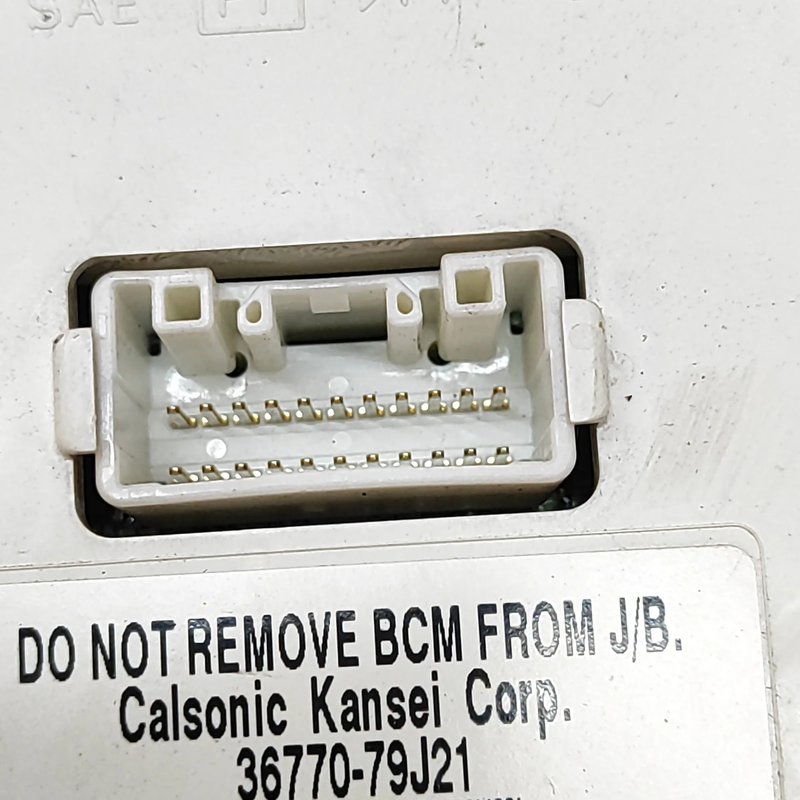 SAE
DO NOT REMOVE BCM FROM J/B.
Calsonic Kansei Corp.
36770-79J21